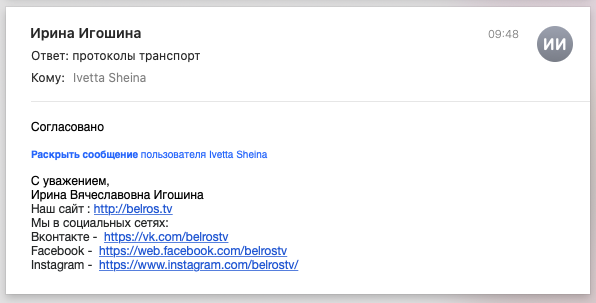 Ирина Игошина
09:48
ИИ
Ответ: протоколы транспорт
Кому: Ivetta Sheina
Согласовано
Раскрыть сообщение пользователя Ivetta Sheina
С уважением,
Ирина Вячеславовна Игошина
Наш сайт : http://belros.tv
Мы в социальных сетях:
Вконтакте - https://vk.com/belrostv
Facebook - https://web.facebook.com/belrostv
Instagram - https://www.instagram.com/belrostv/